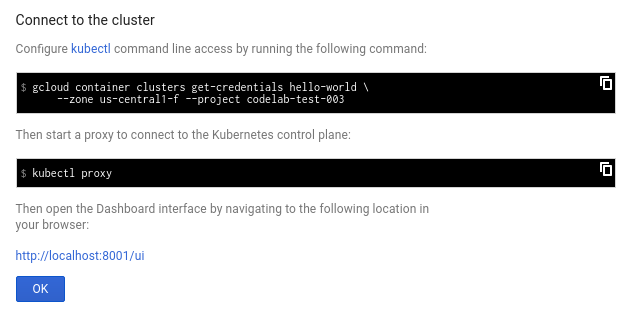 Connect to the cluster
Configure kubectl command line access by running the following command:
$ gcloud container clusters get-credentials hello-world \
--zone us-central1-f --project codelab-test-003
Then start a proxy to connect to the Kubernetes control plane:
$ kubectl proxy
Then open the Dashboard interface by navigating to the following location in
your browser:
http://localhost:8001/ui
OK